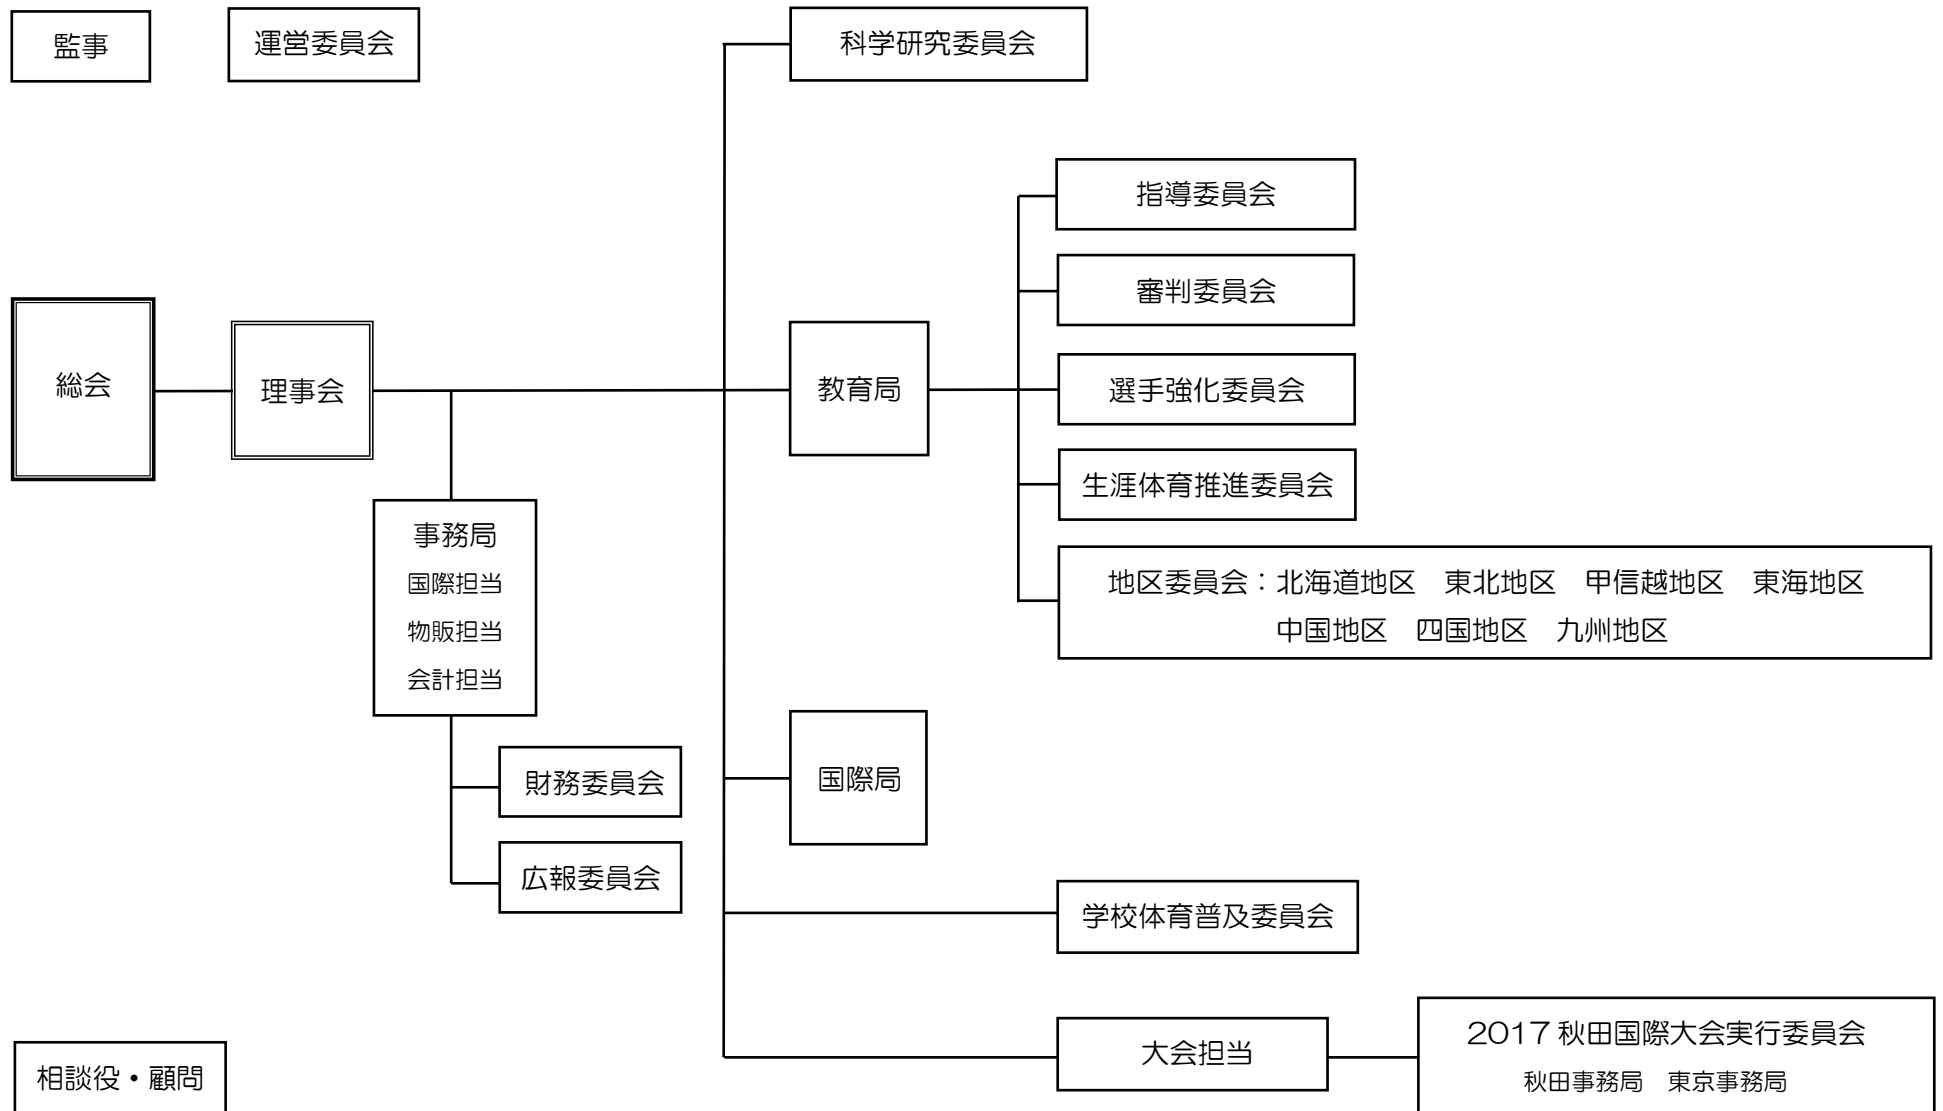 監事
運営委員会
科学研究委員会
指導委員会
審判委員会
総会
理事会
教育局
選手強化委員会
生涯体育推進委員会
事務局
国際担当
物販担当
会計担当
地区委員会：北海道地区　東北地区　甲信越地区　東海地区
中国地区　四国地区　九州地区
財務委員会
国際局
広報委員会
学校体育普及委員会
大会担当
2017 秋田国際大会実行委員会
秋田事務局　東京事務局
相談役・顧問